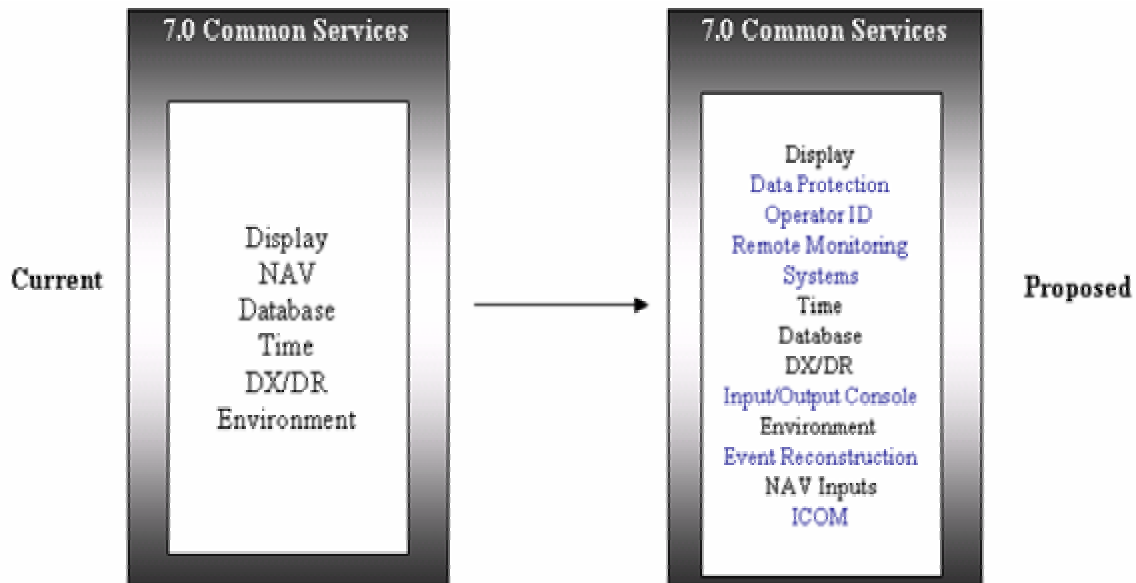 7.0 Common Services
Display
NAV
Database
Time
DX/DR
Environment
Current
7.0 Common Services
Display
Data Protection
Operator ID
Remote Monitoring
Systems
Time
Database
DX/DR
Input/Output Console
Environment
Event Reconstruction
NAV Inputs
ICOM
Proposed